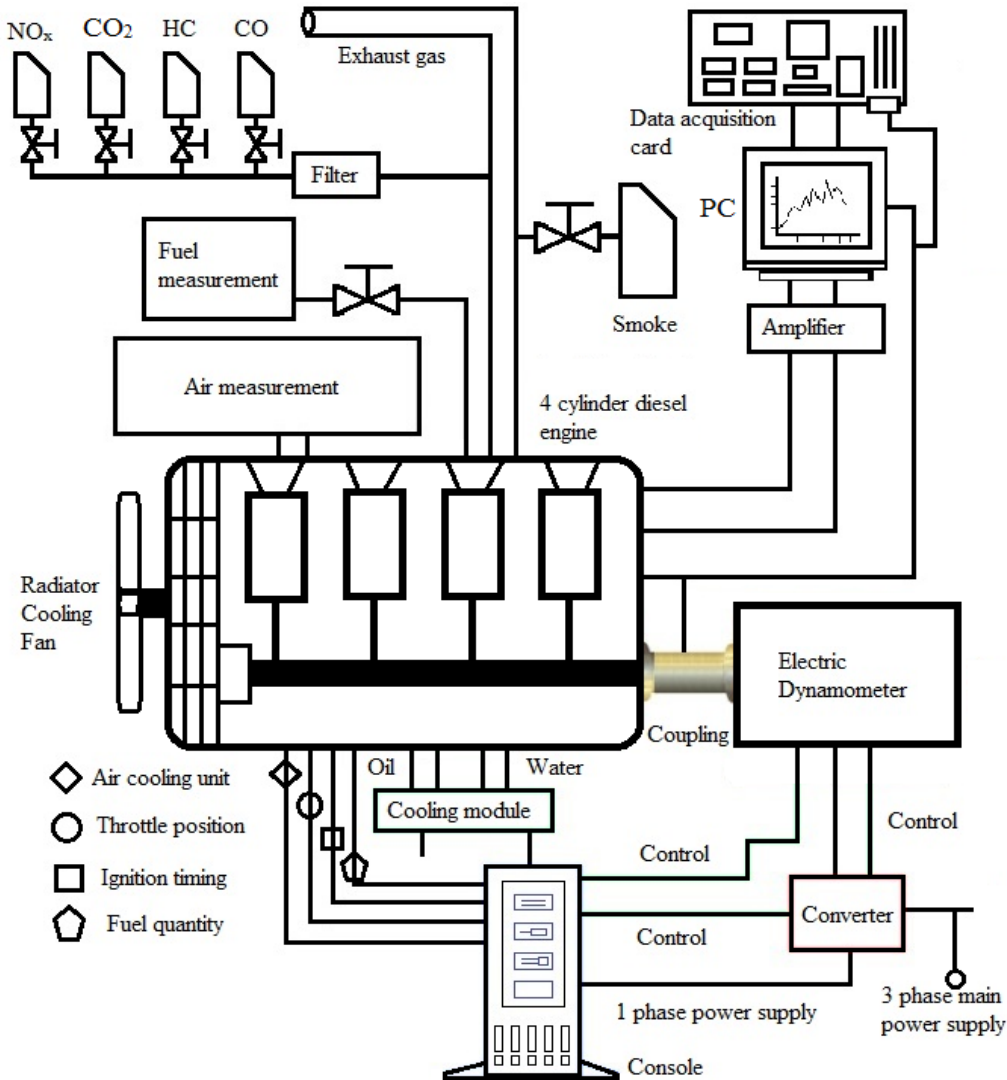 NOₓ
CO₂
HC
CO
Exhaust gas
Filter
Data acquisition
card
PC
Fuel
measurement
Smoke
Amplifier
Air measurement
4 cylinder diesel
engine
Radiator
Cooling
Fan
Electric
Dynamometer
Coupling
Oil
Water
Air cooling unit
Cooling module
Throttle position
Control
Control
Ignition timing
Converter
Fuel quantity
Control
1 phase power supply
3 phase main
power supply
Console